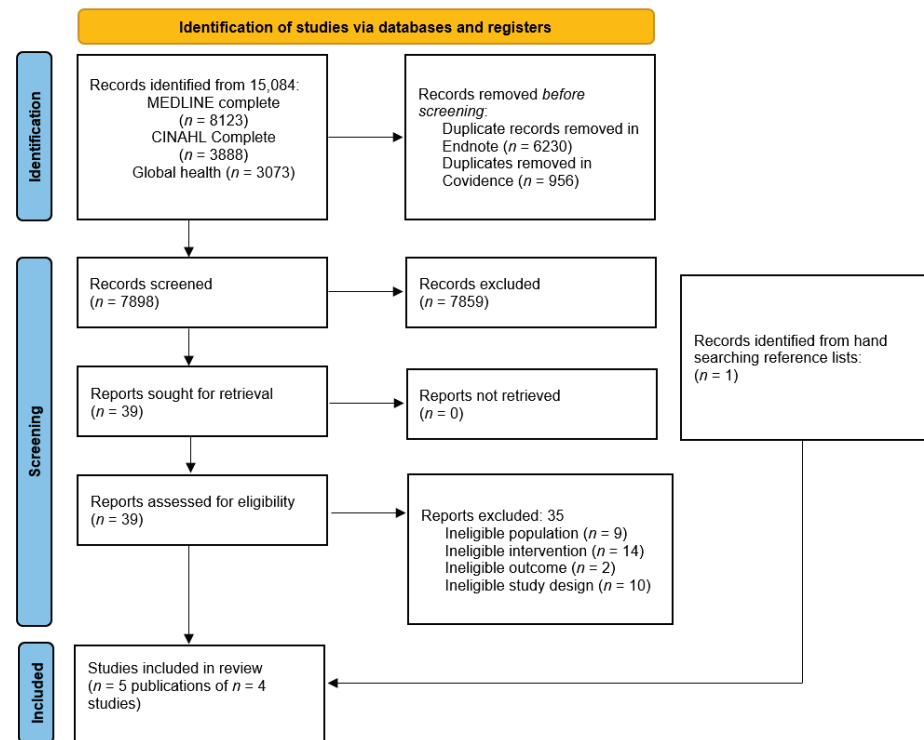 Identification of studies via databases and registers
Identification
Records identified from 15,084:
MEDLINE complete
(n = 8123)
CINAHL Complete
(n = 3888)
Global health (n = 3073)
Records removed before
screening:
Duplicate records removed in
Endnote (n = 6230)
Duplicates removed in
Covidence (n = 956)
Screening
Records screened
(n = 7898)
Records excluded
(n = 7859)
Records identified from hand
searching reference lists:
(n = 1)
Reports sought for retrieval
(n = 39)
Reports not retrieved
(n = 0)
Reports assessed for eligibility
(n = 39)
Reports excluded: 35
Ineligible population (n = 9)
Ineligible intervention (n = 14)
Ineligible outcome (n = 2)
Ineligible study design (n = 10)
Included
Studies included in review
(n = 5 publications of n = 4
studies)